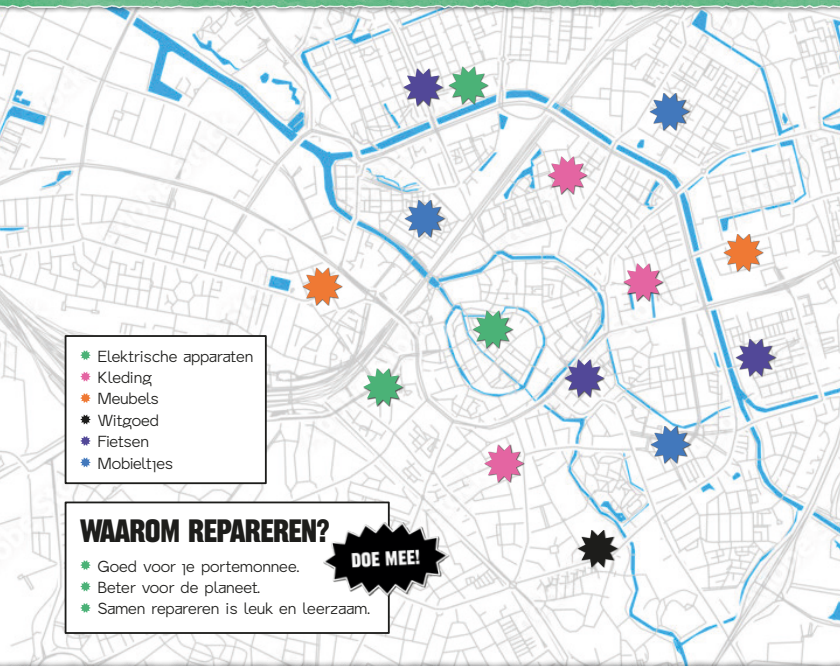 Elektrische apparaten
Kleding
Meubels
Witgoed
Fietsen
Mobieltjes
WAAROM REPAREREN?
Goed voor je portemonnee.
Beter voor de planeet.
Samen repareren is leuk en leerzaam.
DOE MEE!